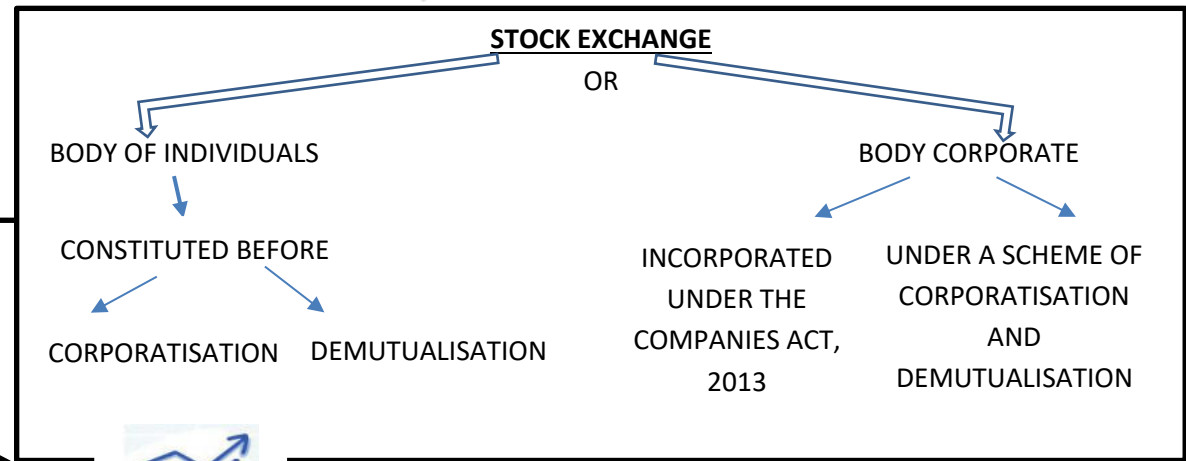 STOCK EXCHANGE
OR
BODY OF INDIVIDUALS
BODY CORPORATE
CONSTITUTED BEFORE
CORPORATISATION
DEMUTUALISATION
INCORPORATED
UNDER THE
COMPANIES ACT,
2013
UNDER A SCHEME OF
CORPORATISATION
AND
DEMUTUALISATION